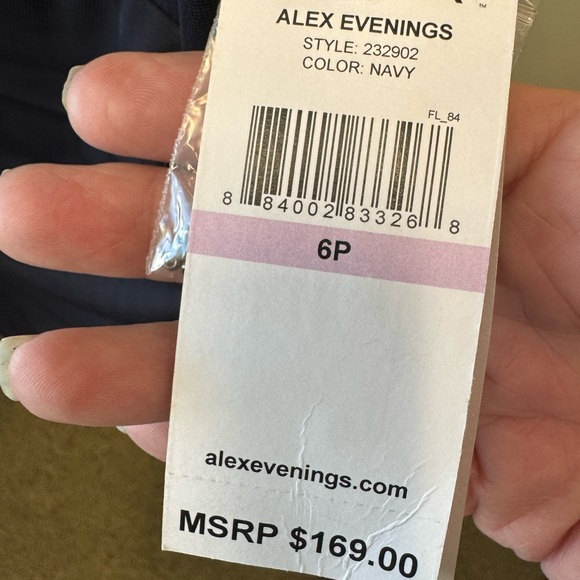 ALEX EVENINGS
STYLE: 232902
COLOR: NAVY
FL_84
8 84002 83326 8
6P
alexevenings.com
MSRP $169.00